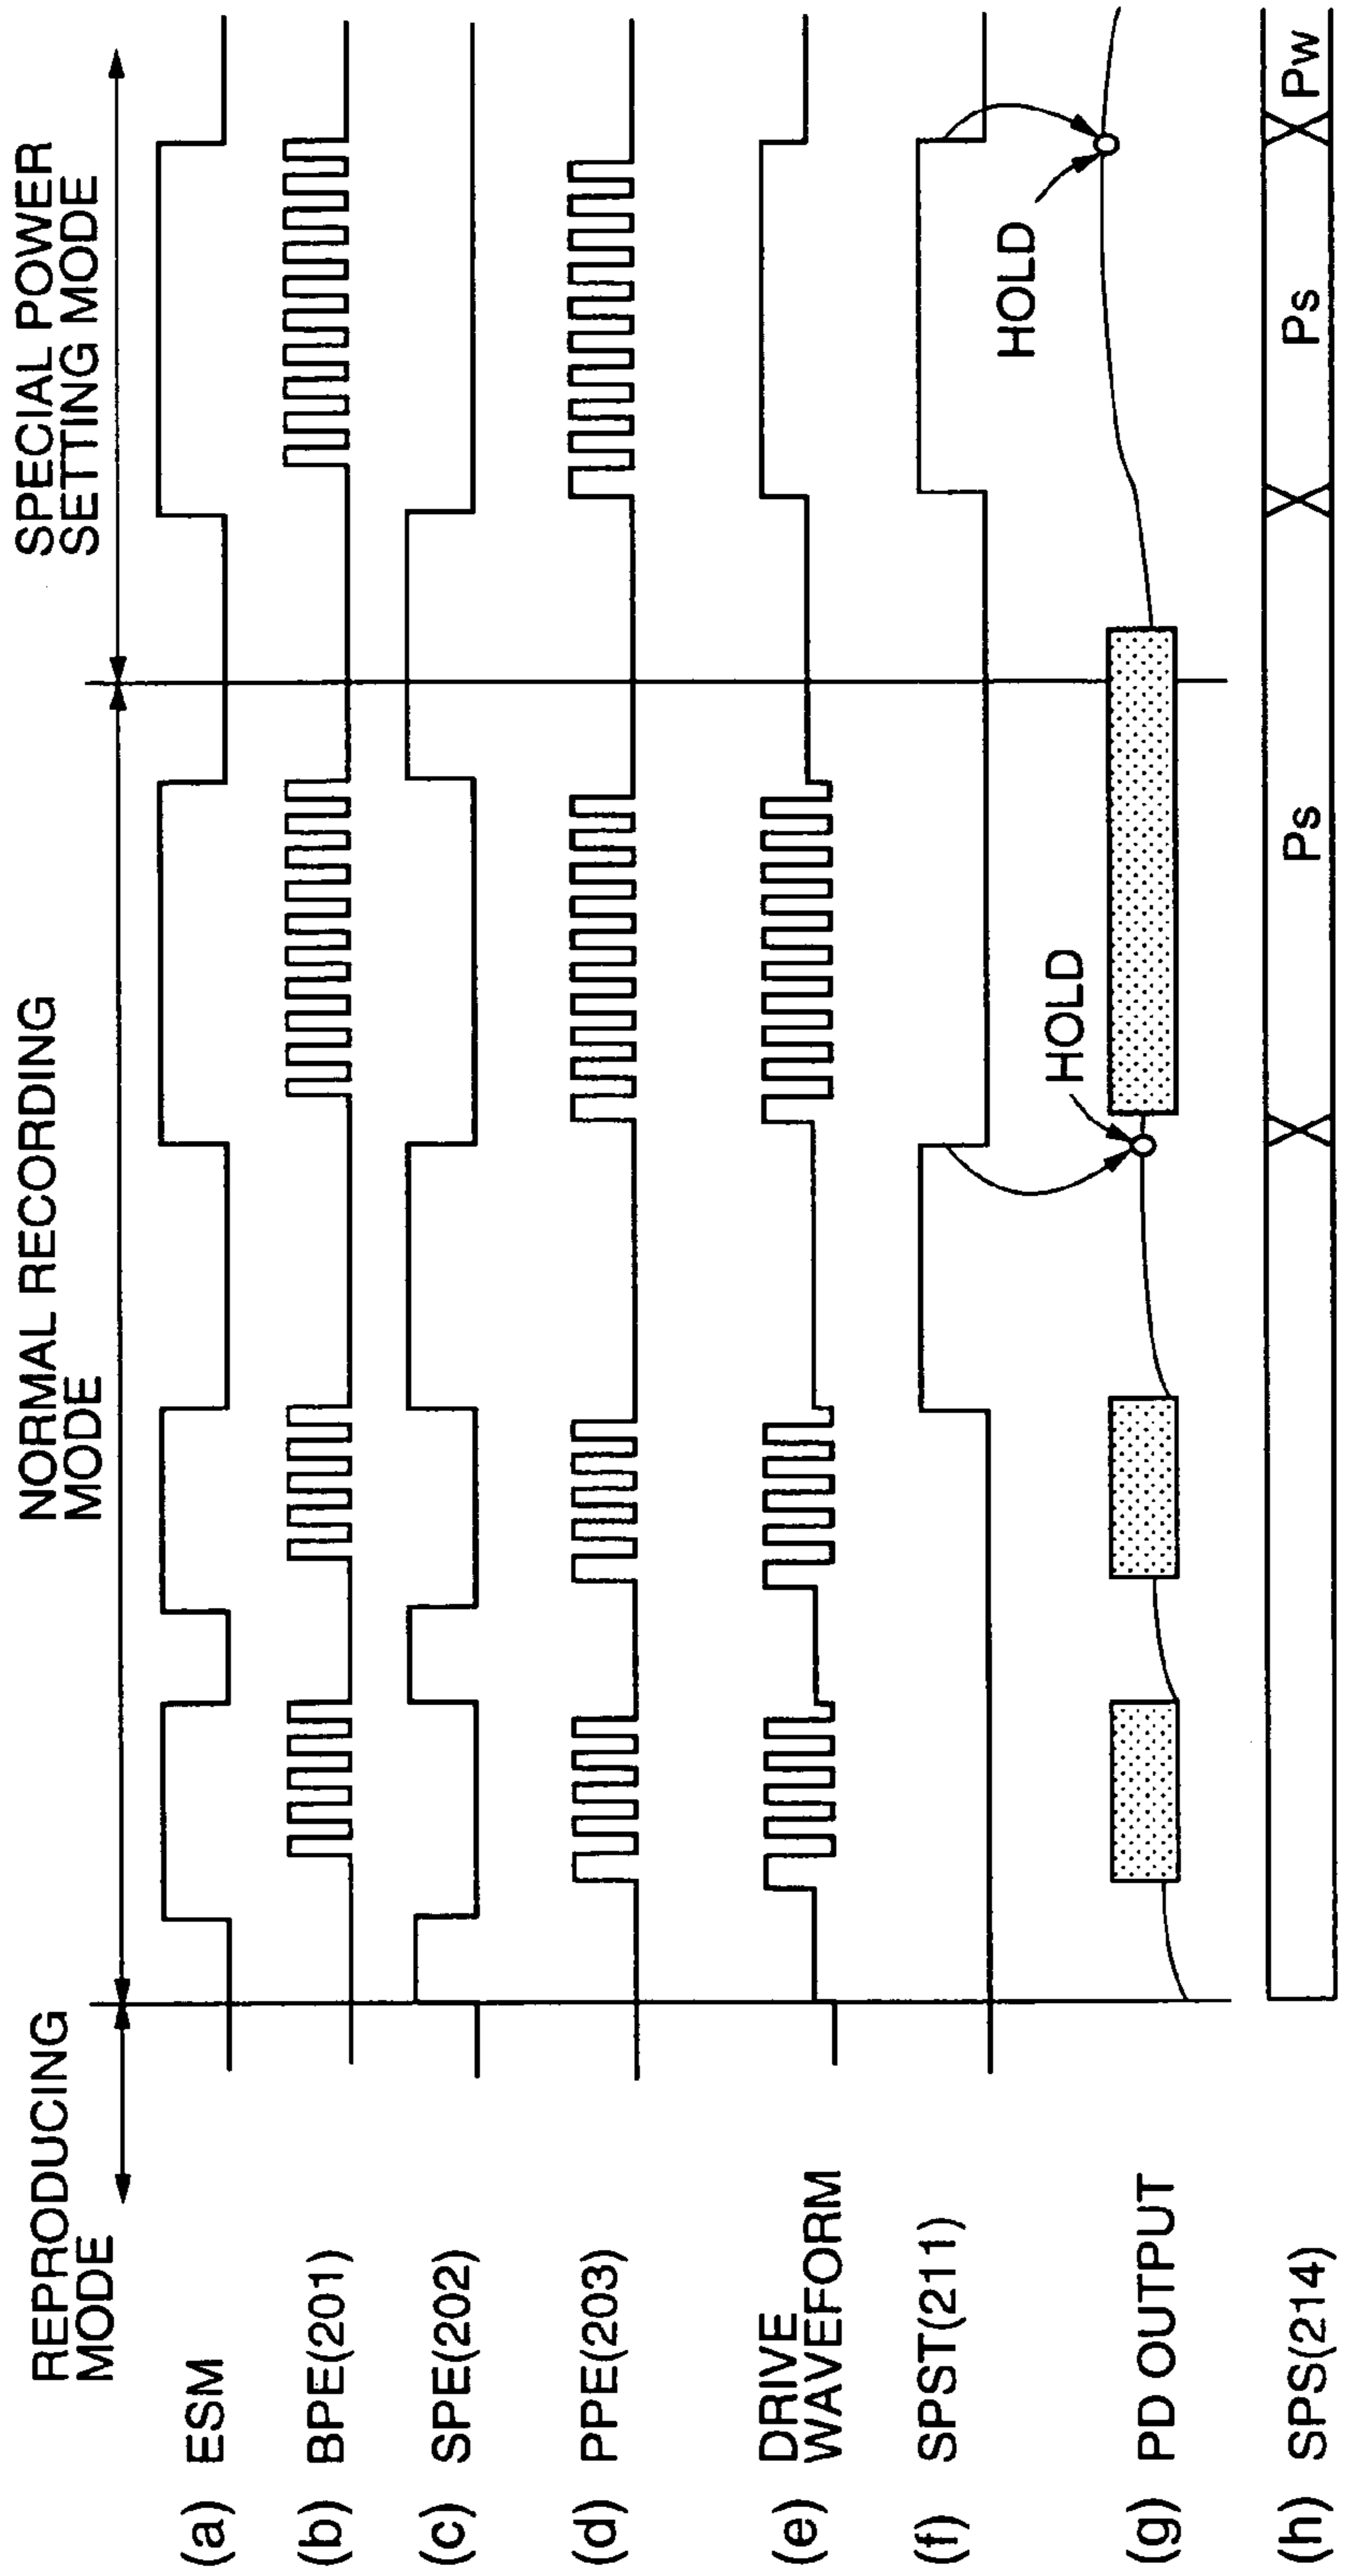 REPRODUCING
MODE
NORMAL RECORDING
MODE
SPECIAL POWER
SETTING MODE
(a) ESM
(b) BPE(201)
(c) SPE(202)
(d) PPE(203)
(e) DRIVE
WAVEFORM
(f) SPST(211)
HOLD
HOLD
(g) PD OUTPUT
(h) SPS(214)
Ps
Ps
Pw